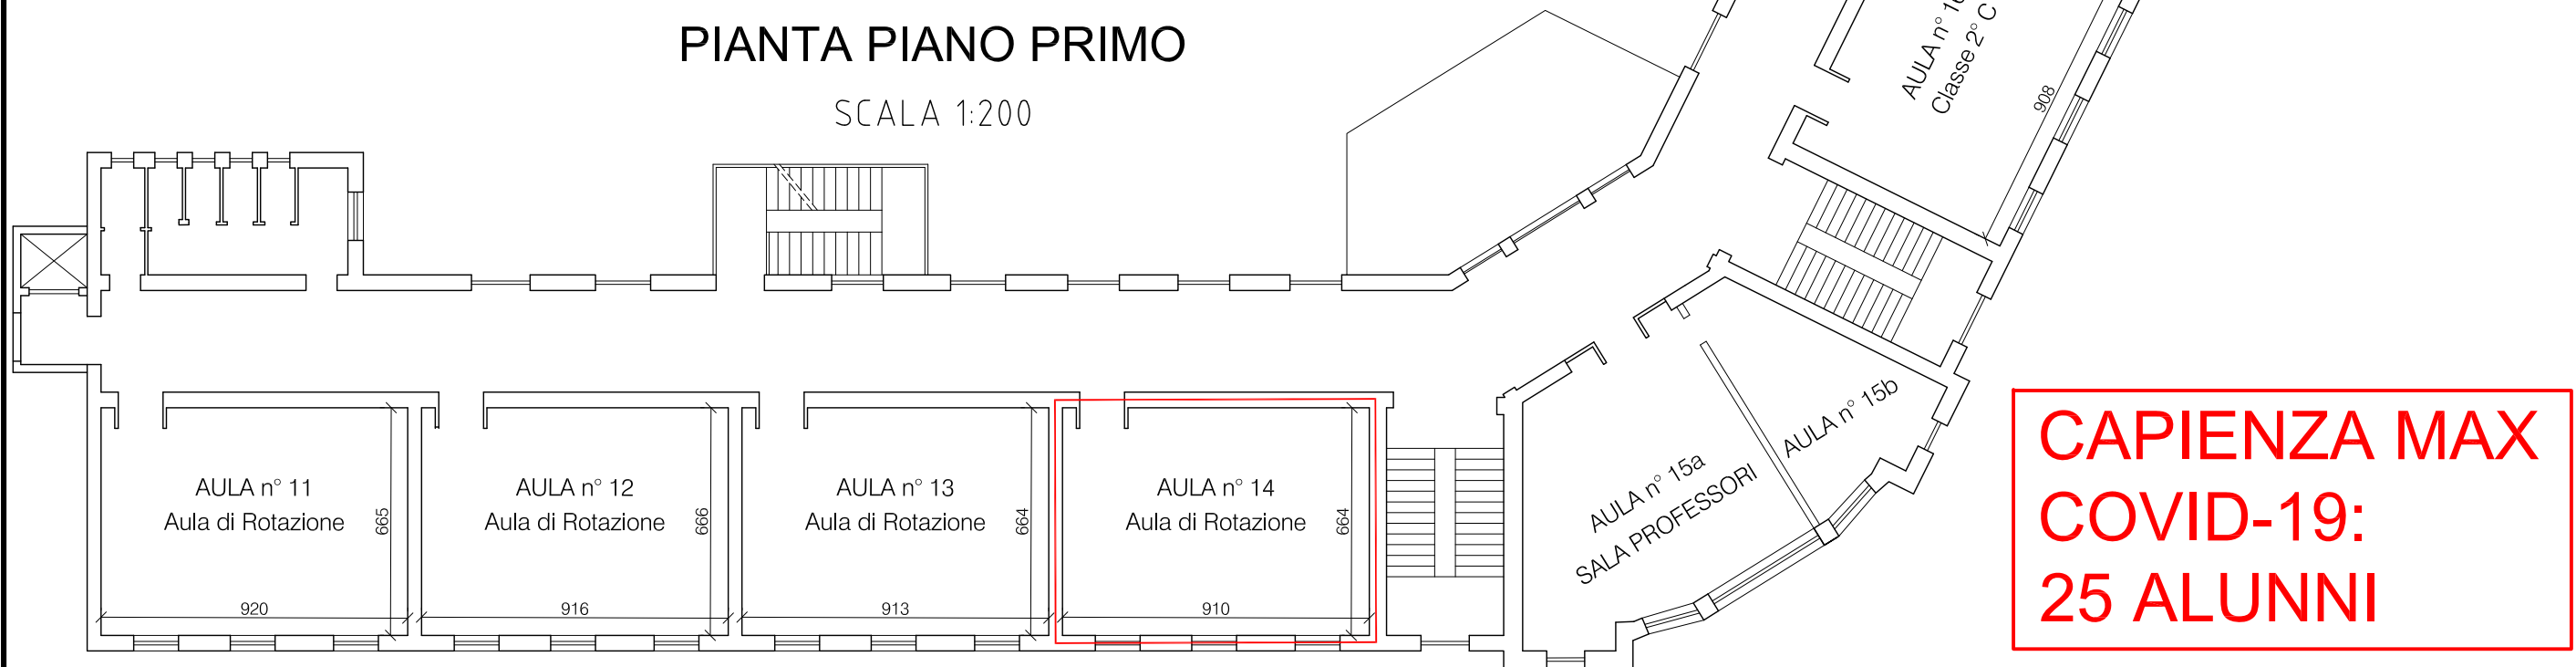 PIANTA PIANO PRIMO
SCALA 1:200
Classe 2° C
AULA n°
908
AULA n° 11
Aula di Rotazione
665
920
AULA n° 12
Aula di Rotazione
666
916
AULA n° 13
Aula di Rotazione
664
913
AULA n° 14
Aula di Rotazione
664
910
AULA n° 15a
SALA PROFESSORI
AULA n° 15b
CAPIENZA MAX
COVID-19:
25 ALUNNI